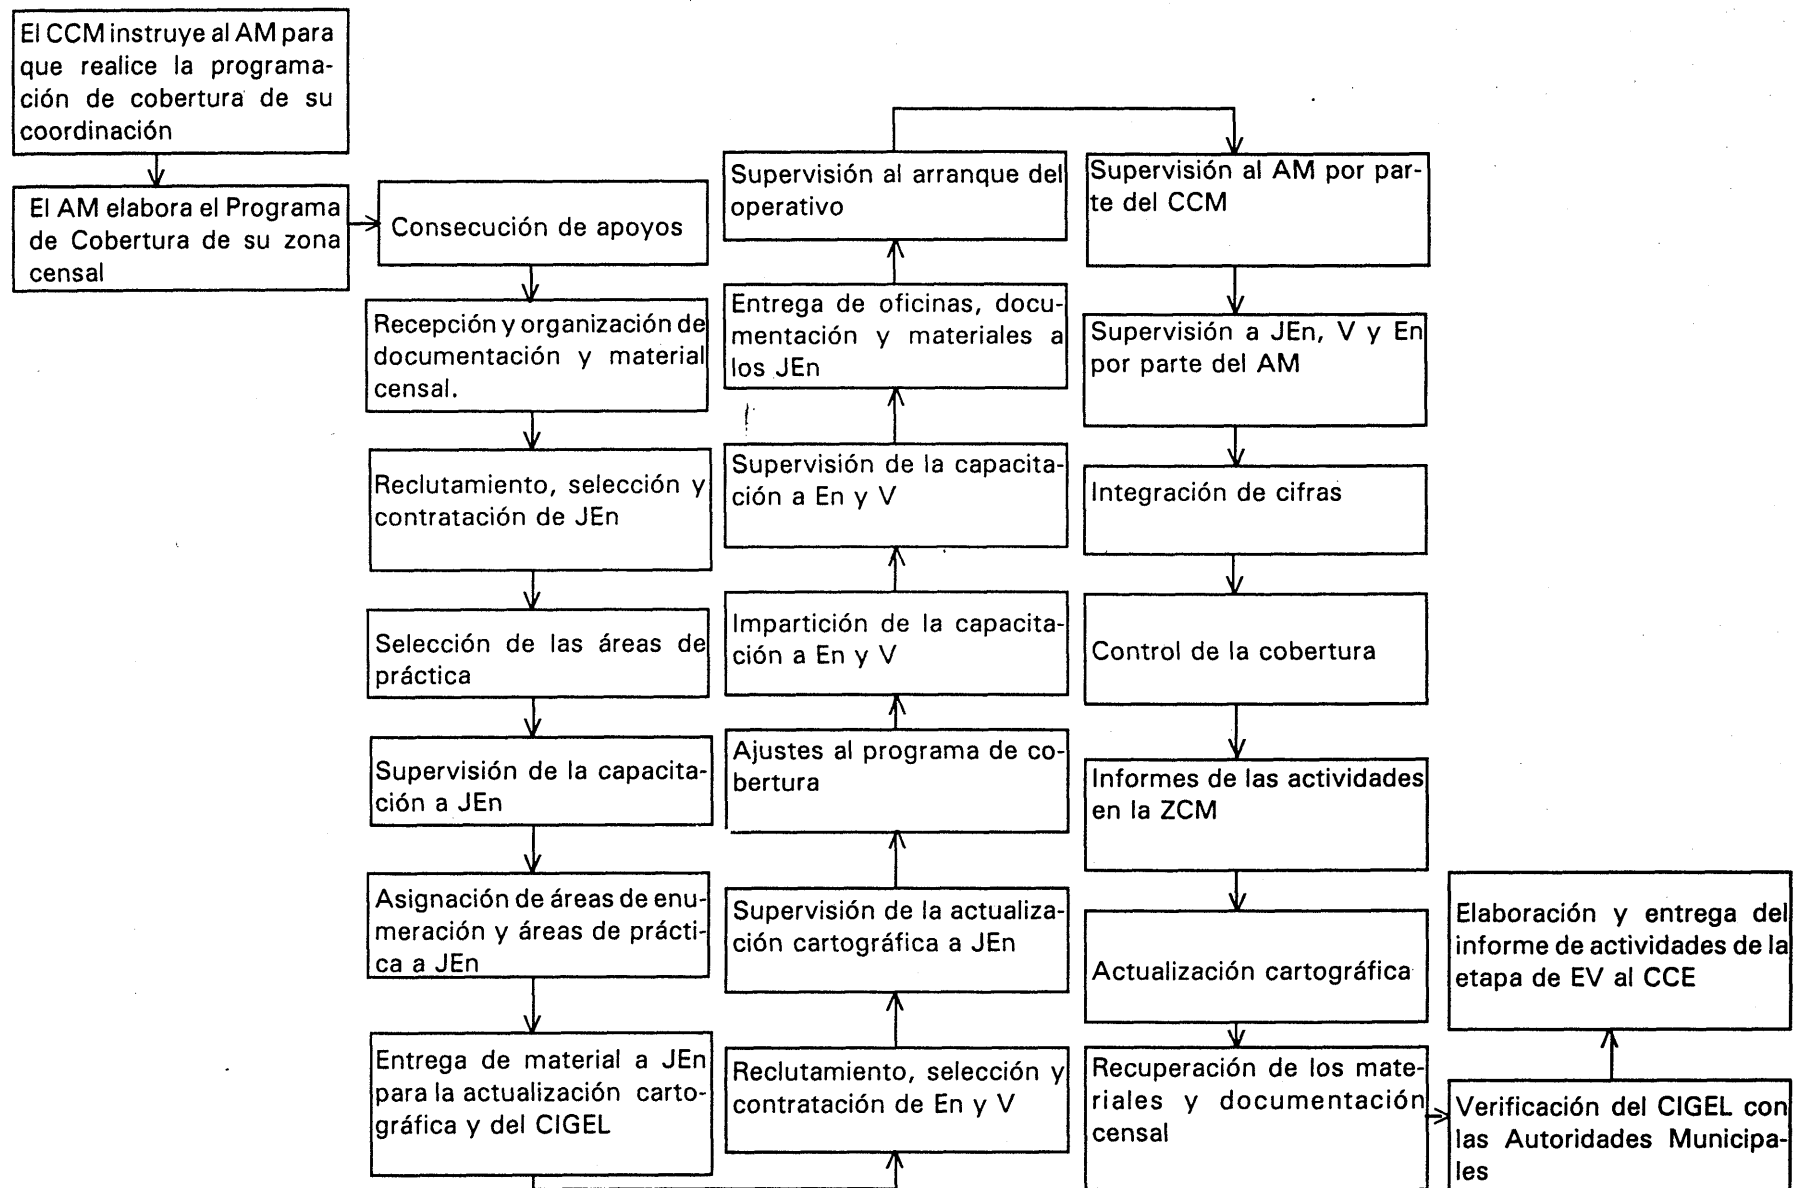 El CCM instruye al AM para
que realice la programa-
ción de cobertura de su
coordinación
El AM elabora el Programa
de Cobertura de su zona
censal
Consecución de apoyos
Recepción y organización de
documentación y material
censal.
Reclutamiento, selección y
contratación de JEn
Selección de las áreas de
práctica
Supervisión de la capacita-
ción a JEn
Asignación de áreas de enu-
meración y áreas de prácti-
ca a JEn
Entrega de material a JEn
para la actualización carto-
gráfica y del CIGEL
Reclutamiento, selección y
contratación de En y V
Supervisión de la actualiza-
ción cartográfica a JEn
Ajustes al programa de co-
bertura
Impartición de la capacita-
ción a En y V
Supervisión de la capacita-
ción a En y V
Entrega de oficinas, docu-
mentación y materiales a
los JEn
Supervisión al arranque del
operativo
Supervisión al AM por par-
te del CCM
Supervisión a JEn, V y En
por parte del AM
Integración de cifras
Control de la cobertura
Informes de las actividades
en la ZCM
Actualización cartográfica
Recuperación de los mate-
riales y documentación
censal
Verificación del CIGEL con
las Autoridades Municipa-
les
Elaboración y entrega del
informe de actividades de la
etapa de EV al CCE